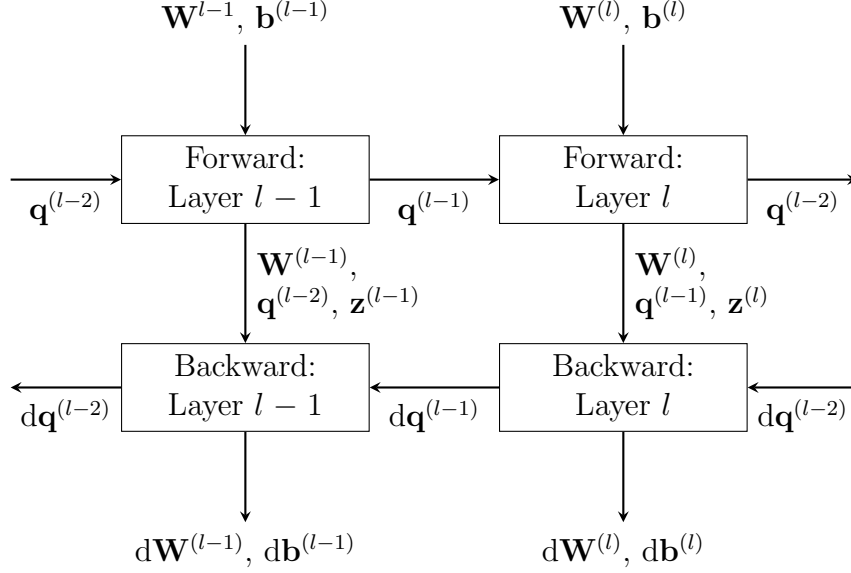 W^{l−1}, b^{(l−1)}
W^{(l)}, b^{(l)}
Forward:
Layer l − 1
Forward:
Layer l
q^{(l−2)}
q^{(l−1)}
q^{(l−2)}
W^{(l−1)},
q^{(l−2)}, z^{(l−1)}
W^{(l)},
q^{(l−1)}, z^{(l)}
Backward:
Layer l − 1
Backward:
Layer l
dq^{(l−2)}
dq^{(l−1)}
dq^{(l−2)}
dW^{(l−1)}, db^{(l−1)}
dW^{(l)}, db^{(l)}